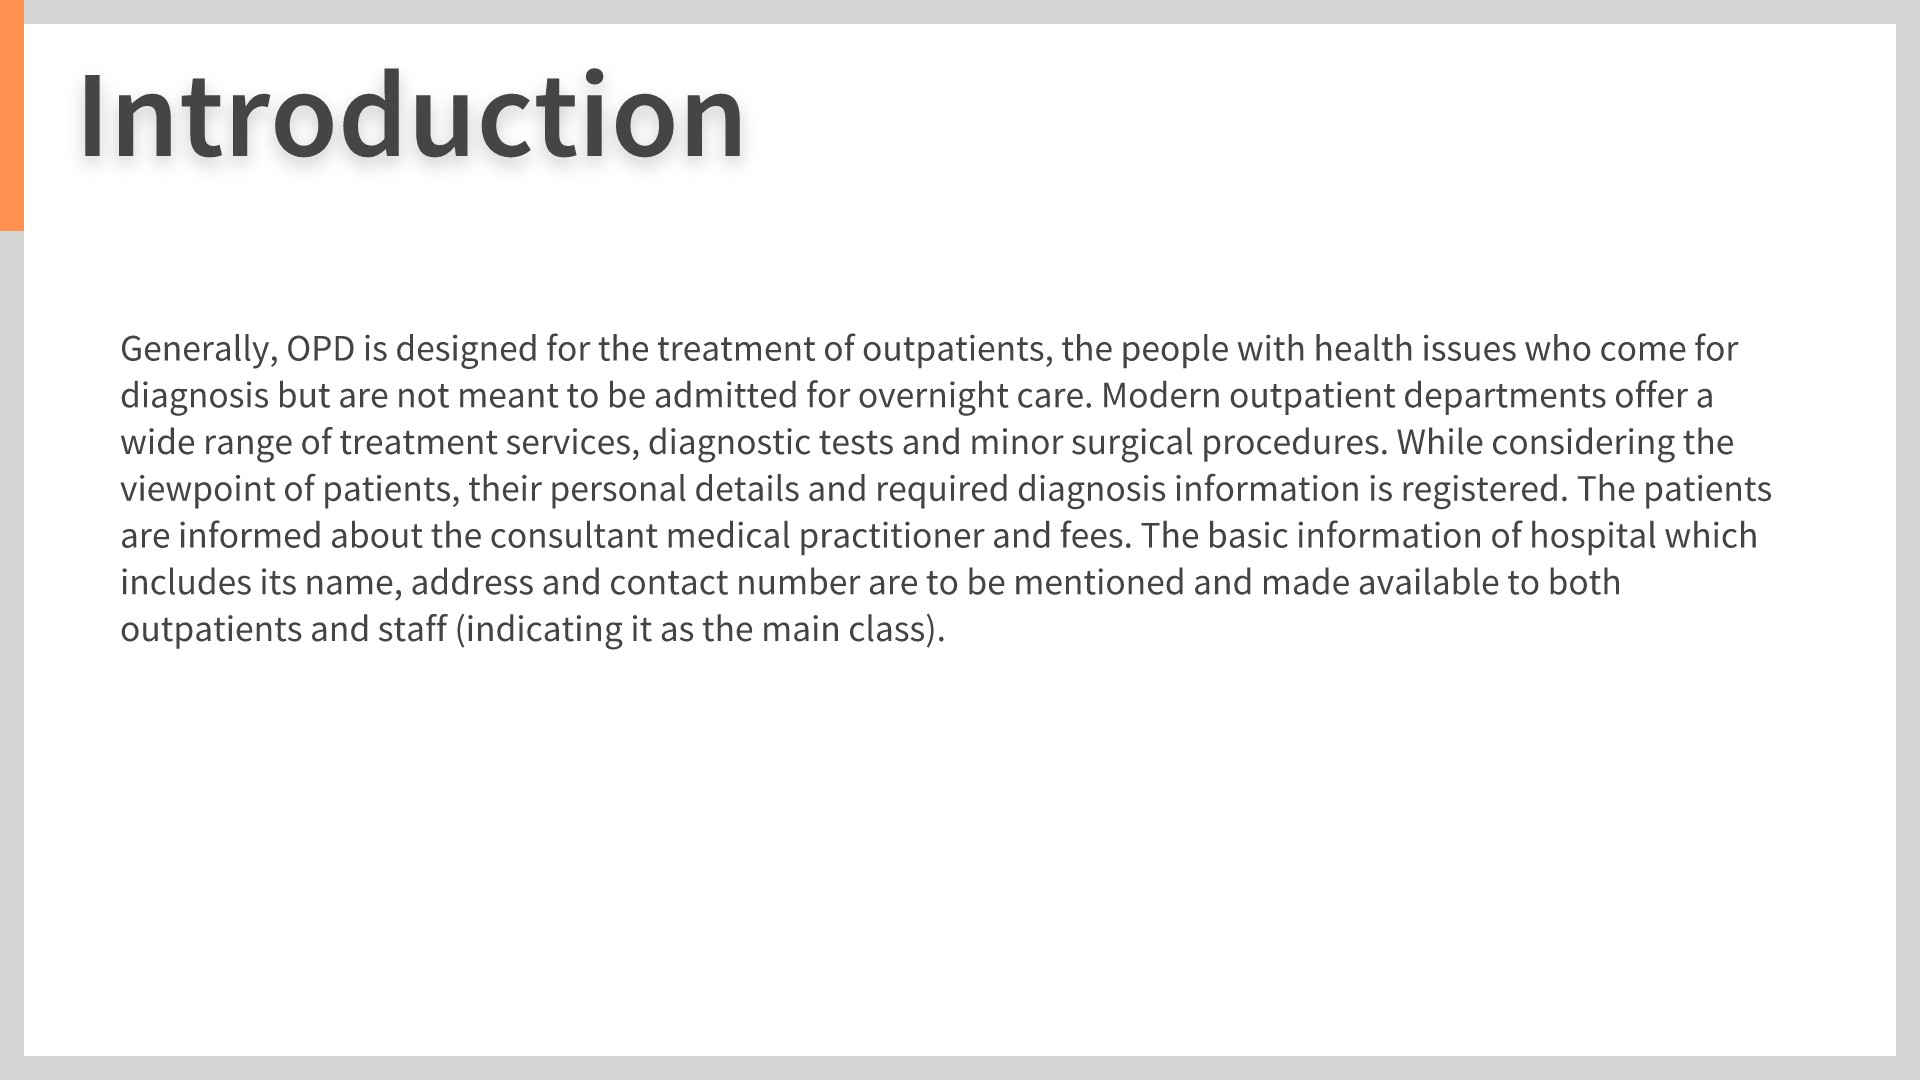 Introduction
Generally, OPD is designed for the treatment of outpatients, the people with health issues who come for
diagnosis but are not meant to be admitted for overnight care. Modern outpatient departments offer a
wide range of treatment services, diagnostic tests and minor surgical procedures. While considering the
viewpoint of patients, their personal details and required diagnosis information is registered. The patients
are informed about the consultant medical practitioner and fees. The basic information of hospital which
includes its name, address and contact number are to be mentioned and made available to both
outpatients and staff (indicating it as the main class).